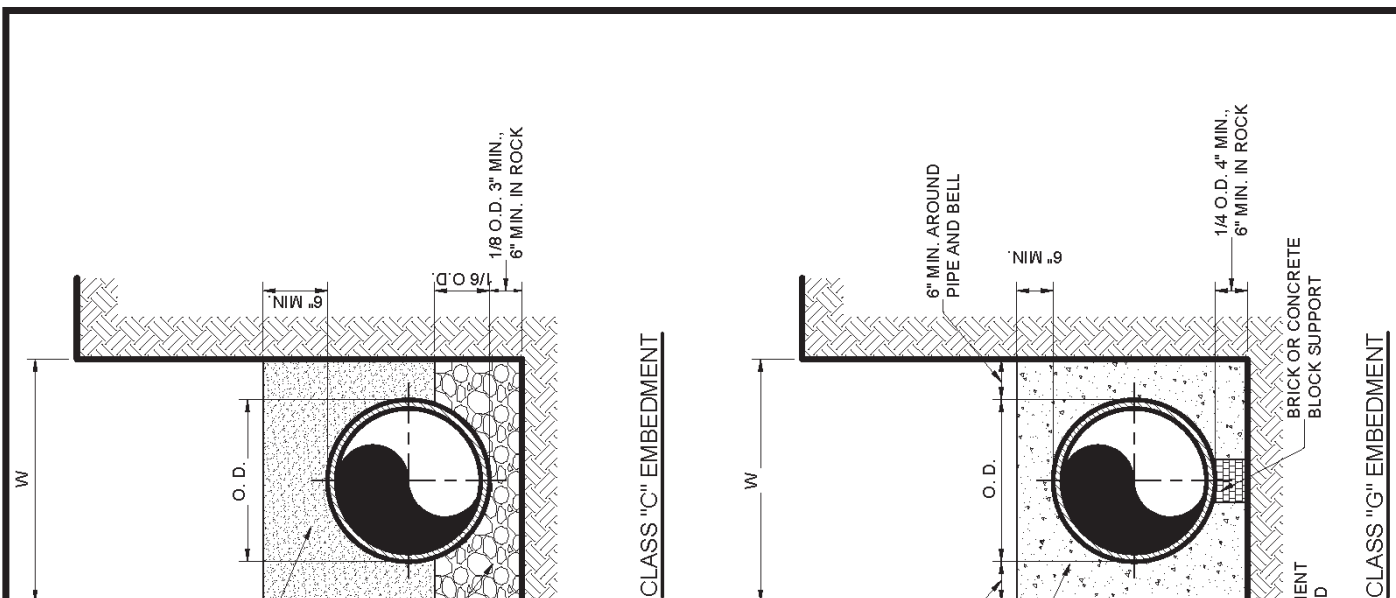 1/8 O.D. 3" MIN.,
6" MIN. IN ROCK
1/6 O.D.
6" MIN.
W
O. D.
CLASS "C" EMBEDMENT
6" MIN. AROUND
PIPE AND BELL
6" MIN.
1/4 O.D. 4" MIN.,
6" MIN. IN ROCK
W
O. D.
BRICK OR CONCRETE
BLOCK SUPPORT
CLASS "G" EMBEDMENT